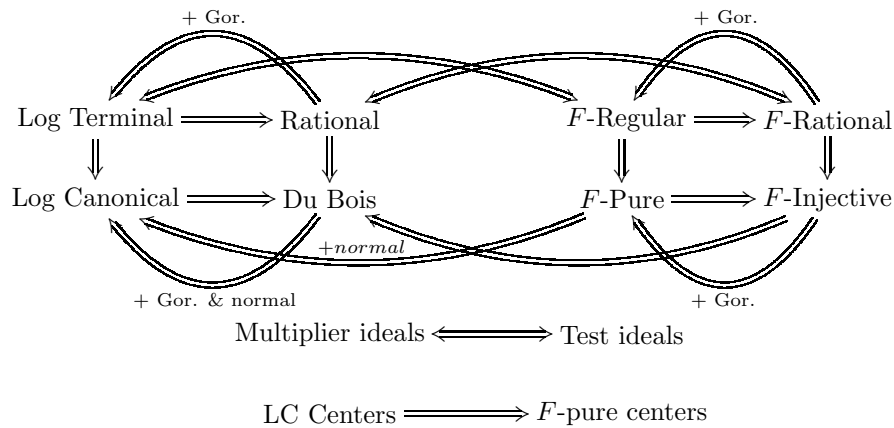 + Gor. + Gor.
Log Terminal Rational F-Regular F-Rational
Log Canonical Du Bois F-Pure F-Injective
+normal
+ Gor. & normal + Gor.
Multiplier ideals Test ideals
LC Centers F-pure centers